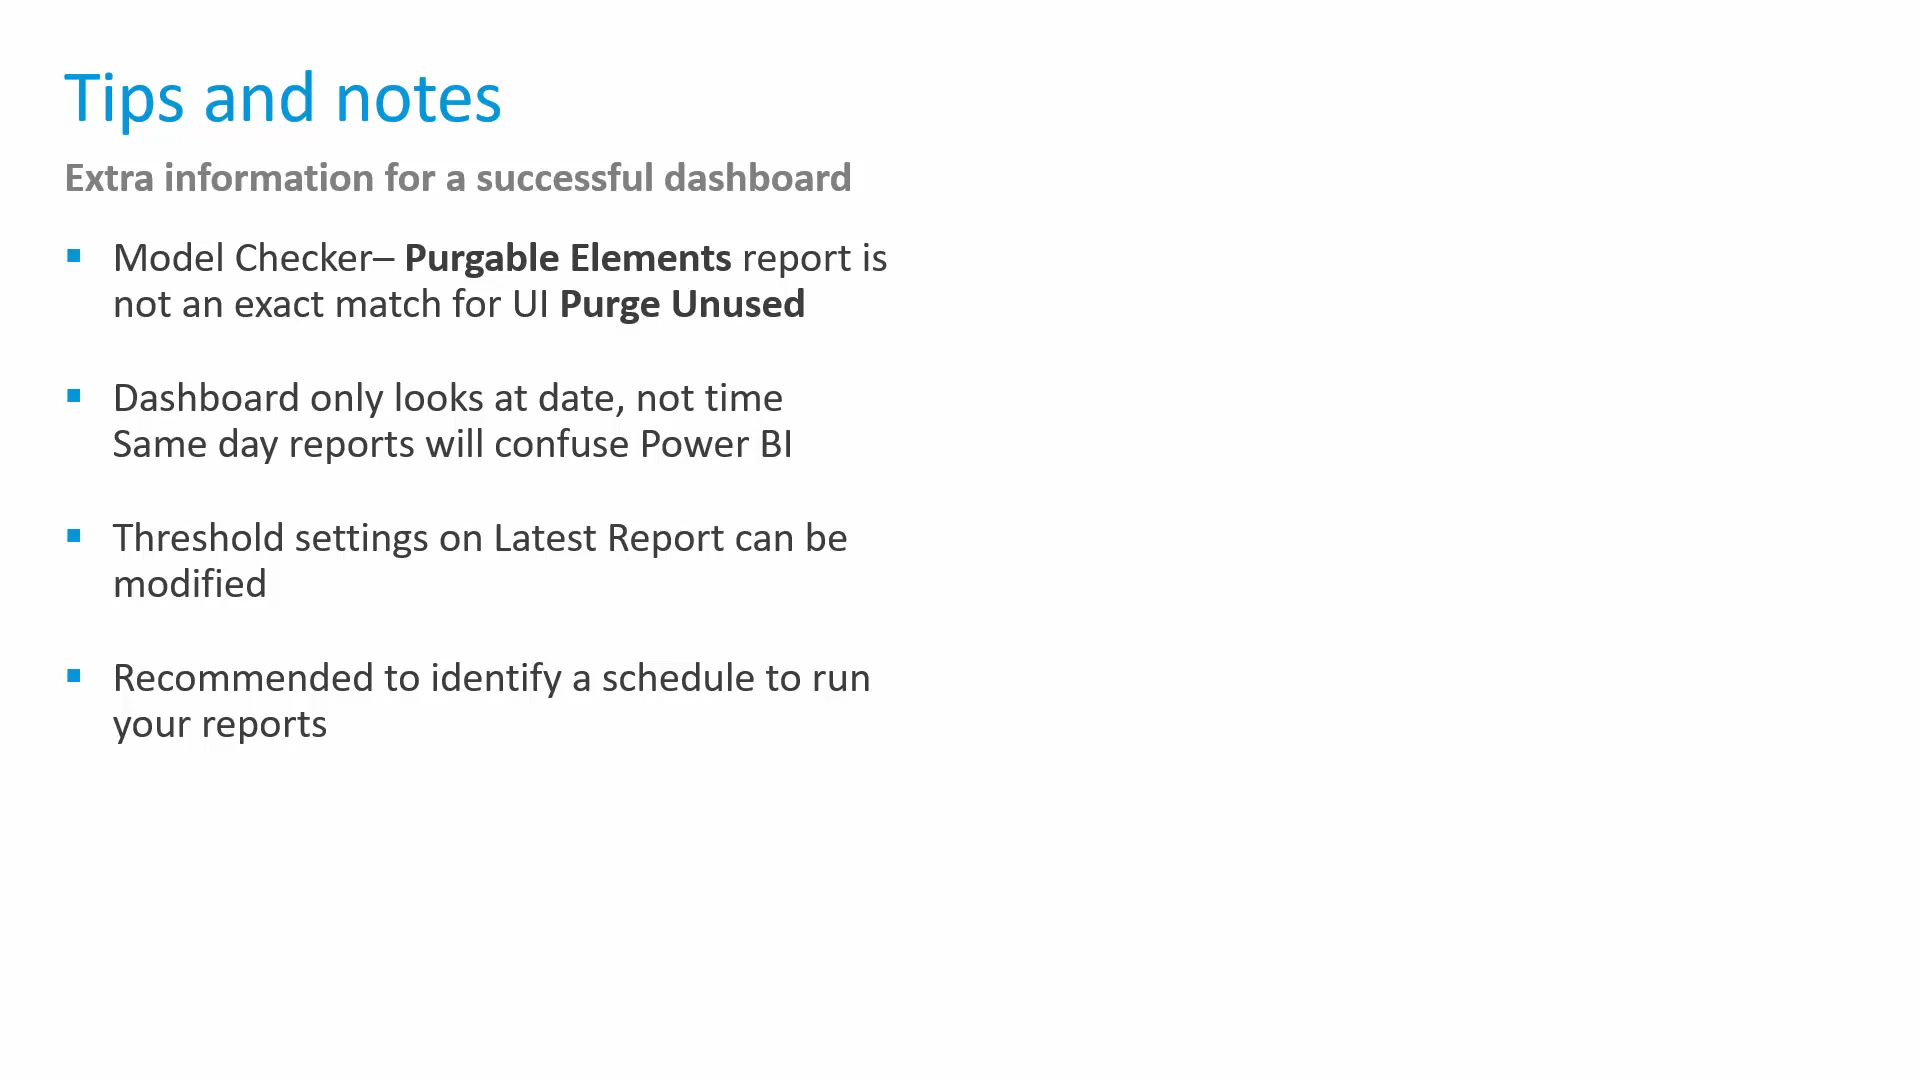 Tips and notes
Extra information for a successful dashboard
▪ Model Checker– Purgable Elements report is
not an exact match for UI Purge Unused
▪ Dashboard only looks at date, not time
Same day reports will confuse Power BI
▪ Threshold settings on Latest Report can be
modified
▪ Recommended to identify a schedule to run
your reports